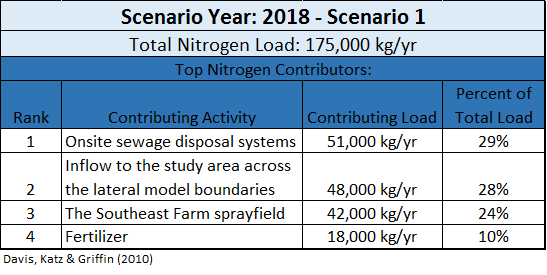 Scenario Year: 2018 - Scenario 1
Total Nitrogen Load: 175,000 kg/yr
Top Nitrogen Contributors:
Rank Contributing Activity Contributing Load Percent of Total Load
1 Onsite sewage disposal systems 51,000 kg/yr 29%
Inflow to the study area across
2 the lateral model boundaries 48,000 kg/yr 28%
3 The Southeast Farm sprayfield 42,000 kg/yr 24%
4 Fertilizer 18,000 kg/yr 10%
Davis, Katz & Griffin (2010)